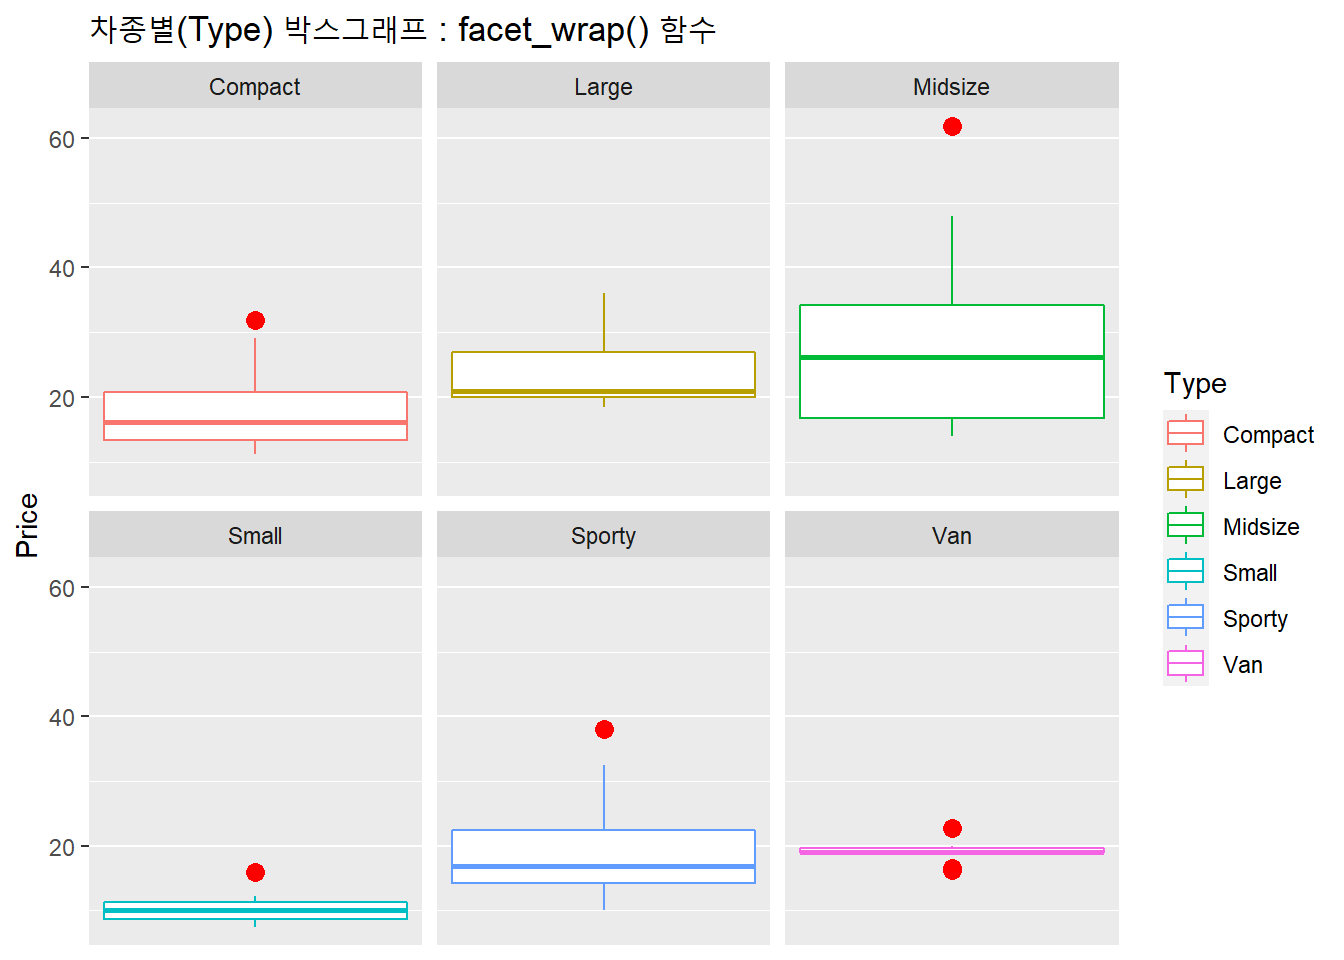 차종별(Type) 박스그래프 : facet_wrap() 함수
Compact
Large
Midsize
60
40
20
Price
Small
Sporty
Van
60
40
20
Type
Compact
Large
Midsize
Small
Sporty
Van